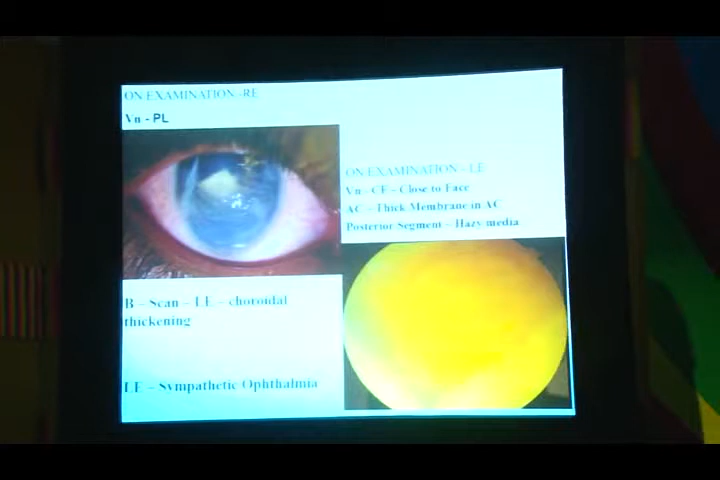 ON EXAMINATION -RE
Vn - PL
ON EXAMINATION - LE
Vn - CF - Close to Face
AC - Thick Membrane in AC
Posterior Segment - Hazy media
B - Scan - LE - choroidal
thickening
LE - Sympathetic Ophthalmia